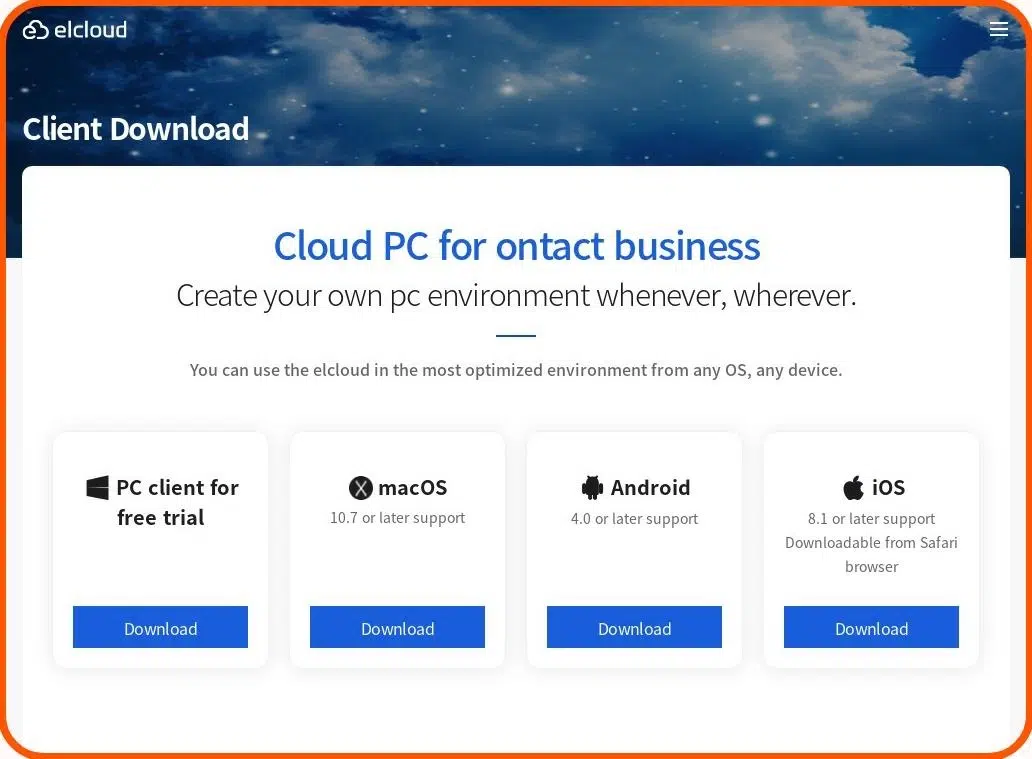 elcloud
Client Download
Cloud PC for ontact business
Create your own pc environment whenever, wherever.
You can use the elcloud in the most optimized environment from any OS, any device.
PC client for
free trial
Download
macOS
10.7 or later support
Download
Android
4.0 or later support
Download
iOS
8.1 or later support
Downloadable from Safari
browser
Download